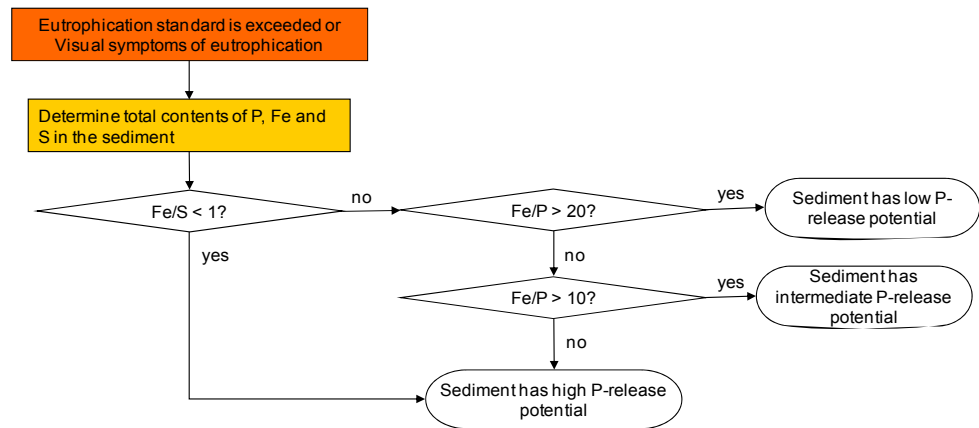 Eutrophication standard is exceeded or
Visual symptoms of eutrophication
Determine total contents of P, Fe and
S in the sediment
Fe/S < 1?
no
Fe/P > 20?
yes
Sediment has low P-
release potential
yes
no
Fe/P > 10?
yes
Sediment has
intermediate P-release
potential
no
Sediment has high P-release
potential